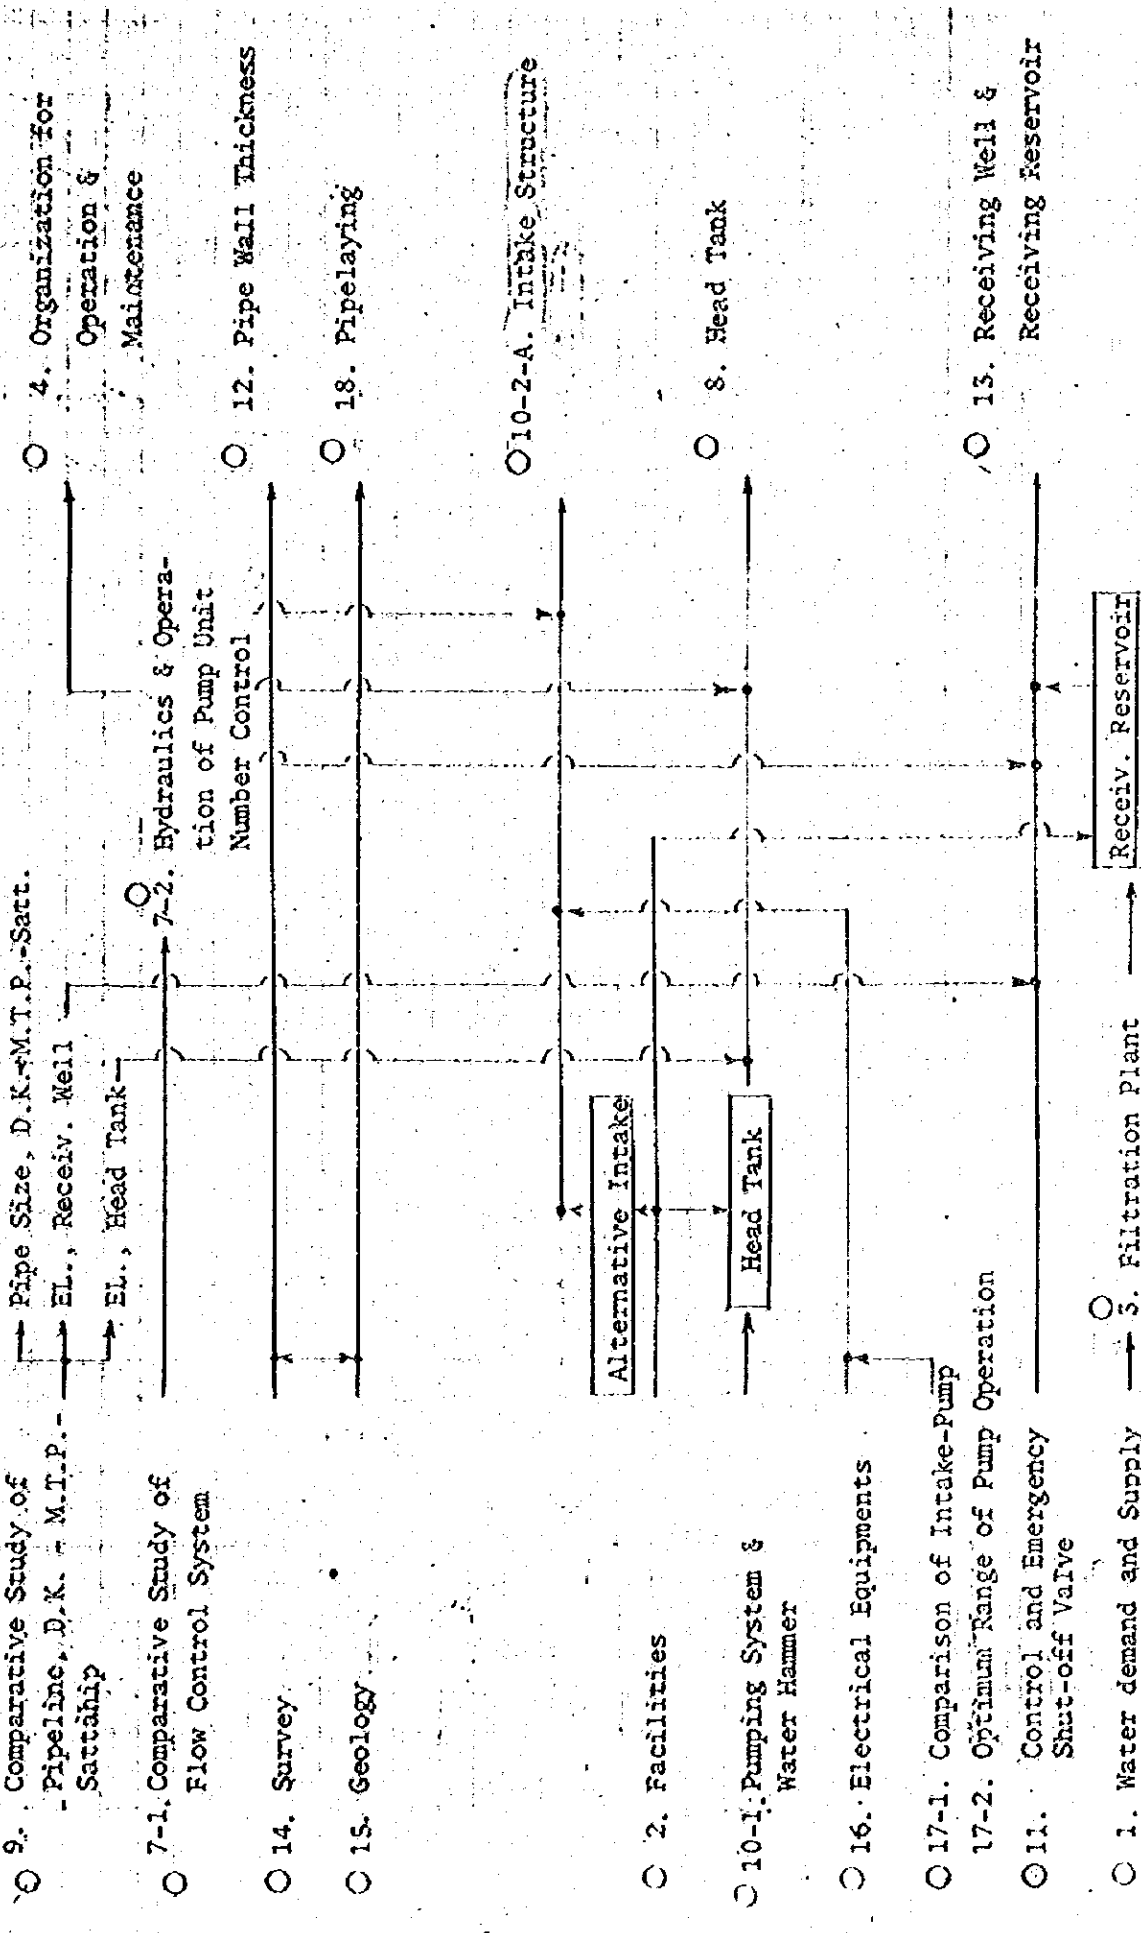 9. Comparative Study of
Pipeline, D.K. - M.T.P.-
Sattahip
Pipe Size, D.K.-M.T.P.-Satt.
EL., Receiv. Well
EL., Head Tank
4. Organization for
Operation &
Maintenance
7-1. Comparative Study of
Flow Control System
7-2. Hydraulics & Opera-
tion of Pump Unit
Number Control
14. Survey
12. Pipe Wall Thickness
15. Geology
18. Pipelaying
10-2-A. Intake Structure
Alternative Intake
2. Facilities
10-1. Pumping System &
Water Hammer
Head Tank
8. Head Tank
16. Electrical Equipments
17-1. Comparison of Intake-Pump
17-2. Optimum Range of Pump Operation
11. Control and Emergency
Shut-off Valve
13. Receiving Well &
Receiving Reservoir
1. Water demand and Supply
3. Filtration Plant
Receiv. Reservoir